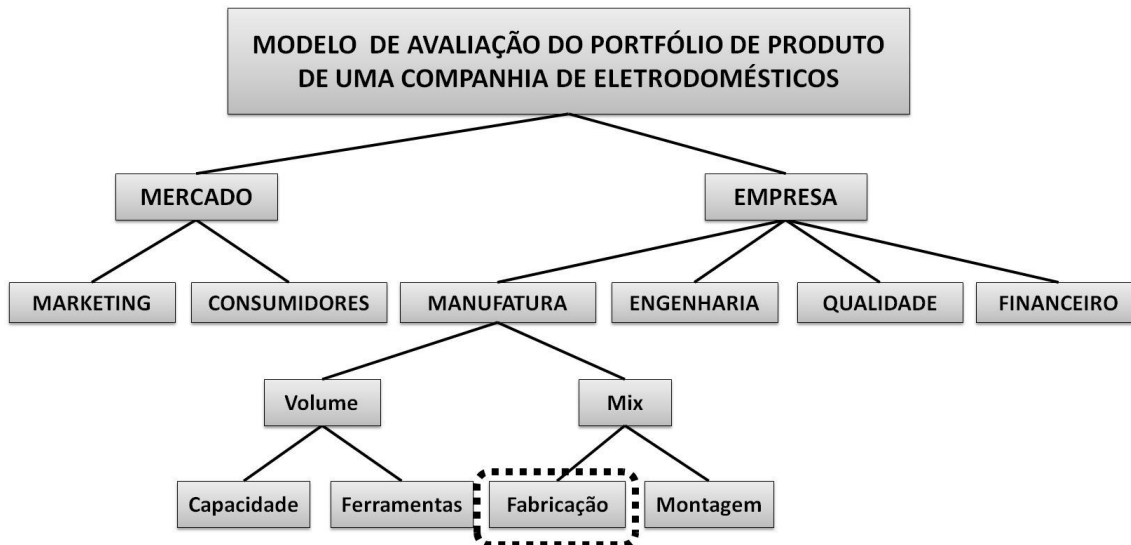 MODELO DE AVALIAÇÃO DO PORTFÓLIO DE PRODUTO
DE UMA COMPANHIA DE ELETRODOMÉSTICOS
MERCADO
EMPRESA
MARKETING
CONSUMIDORES
MANUFATURA
ENGENHARIA
QUALIDADE
FINANCEIRO
Volume
Mix
Capacidade
Ferramentas
Fabricação
Montagem